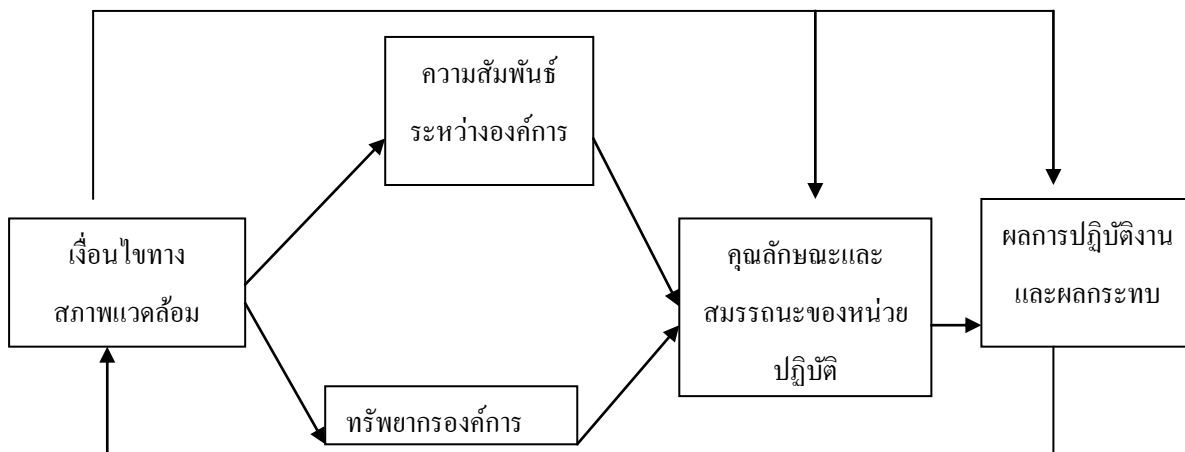 ความสัมพันธ์
ระหว่างองค์การ
เงื่อนไขทาง
สภาพแวดล้อม
ทรัพยากรองค์การ
คุณลักษณะและ
สมรรถนะของหน่วย
ปฏิบัติ
ผลการปฏิบัติงาน
และผลกระทบ